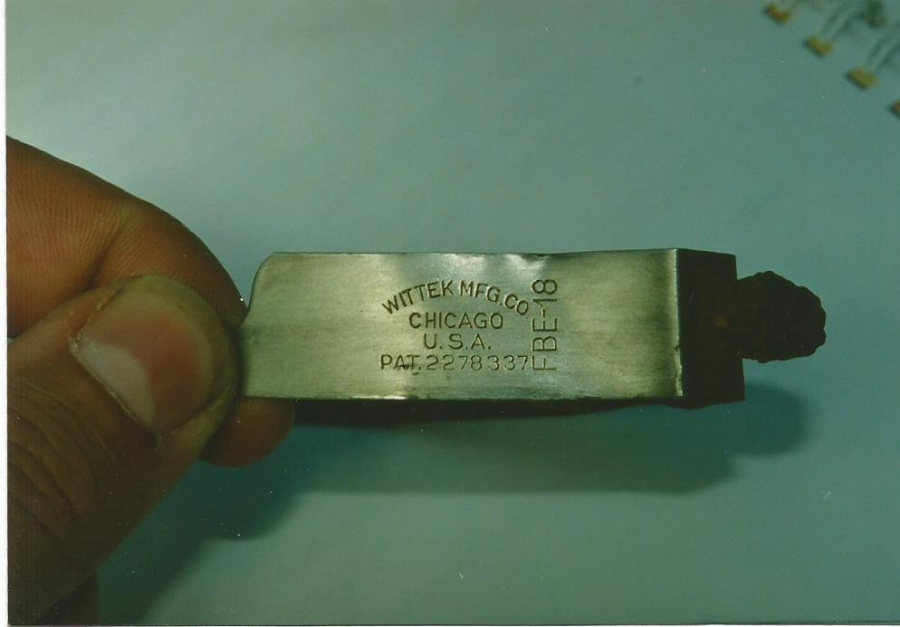 WITTEK MFG.CO
CHICAGO
U.S.A.
PAT.2278337
FBE-18